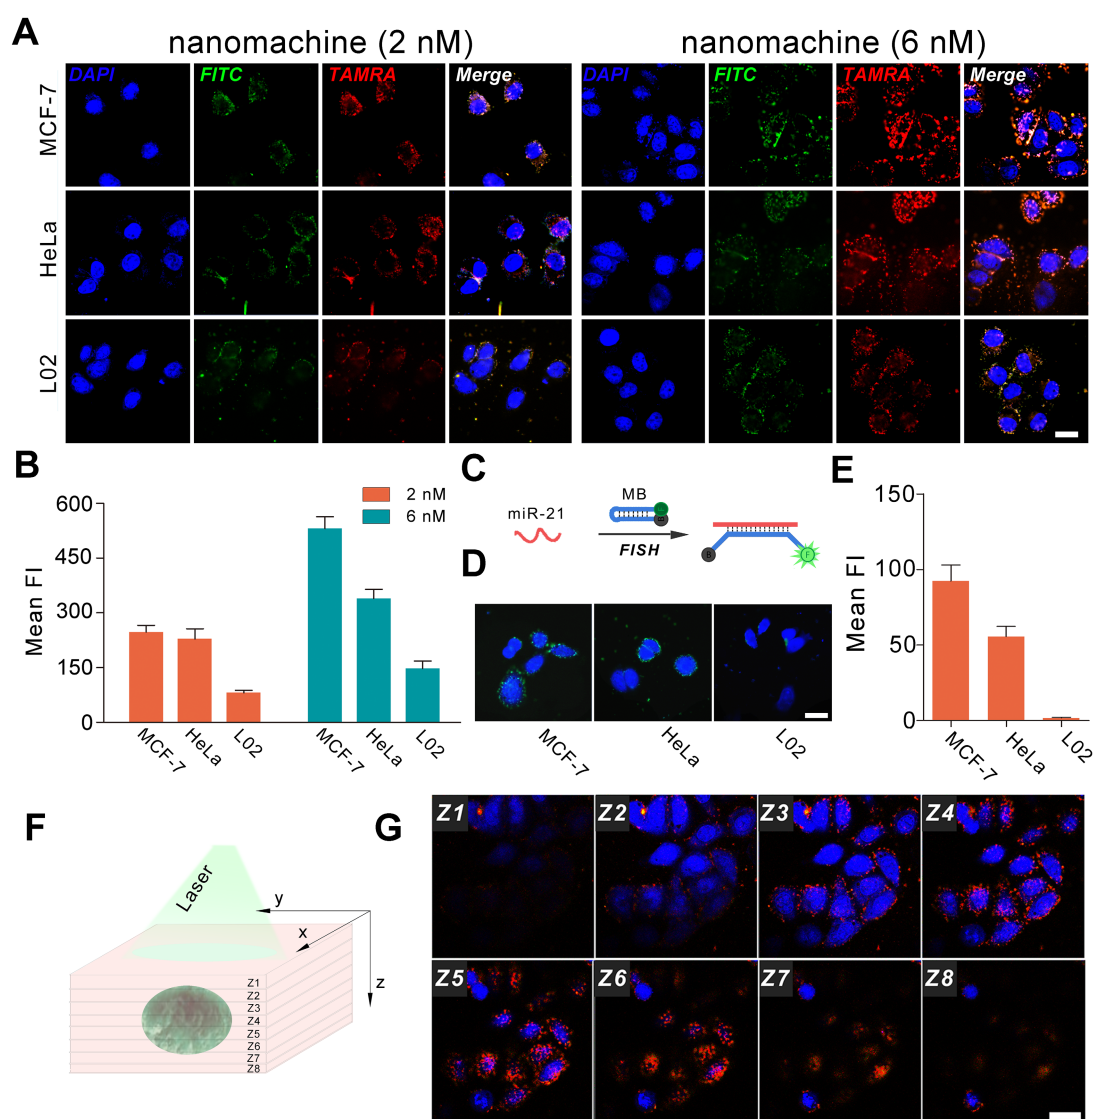 A
nanomachine (2 nM)
nanomachine (6 nM)
DAPI FITC TAMRA Merge
DAPI FITC TAMRA Merge
MCF-7
HeLa
L02
B
Mean FI
600
450
300
150
0
2 nM
6 nM
MCF-7 HeLa L02
MCF-7 HeLa L02
C
miR-21
MB
FISH
B
F
D
MCF-7 HeLa L02
E
Mean FI
150
100
50
0
MCF-7 HeLa L02
F
Laser
y
x
z
Z1
Z2
Z3
Z4
Z5
Z6
Z7
Z8
G
Z1 Z2 Z3 Z4
Z5 Z6 Z7 Z8